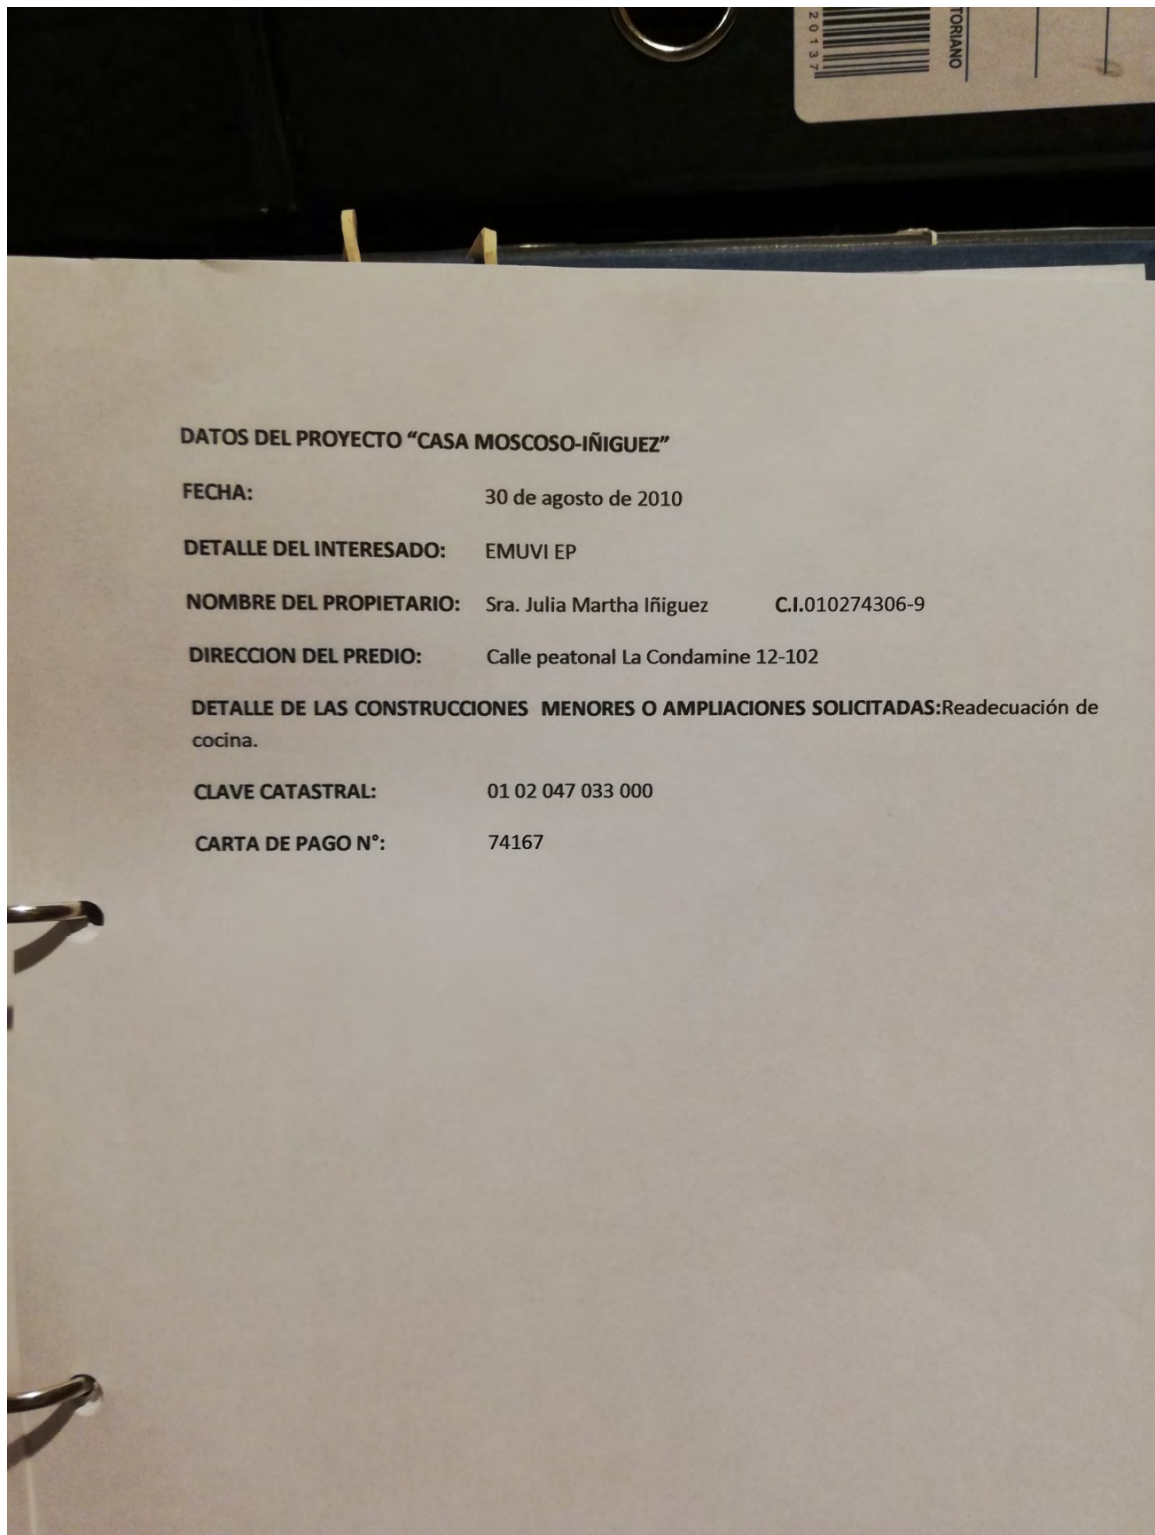 20137
TORIANO
DATOS DEL PROYECTO “CASA MOSCOSO-IÑIGUEZ”
FECHA: 30 de agosto de 2010
DETALLE DEL INTERESADO: EMUVI EP
NOMBRE DEL PROPIETARIO: Sra. Julia Martha Iñiguez C.I.010274306-9
DIRECCION DEL PREDIO: Calle peatonal La Condamine 12-102
DETALLE DE LAS CONSTRUCCIONES MENORES O AMPLIACIONES SOLICITADAS:Readecuación de
cocina.
CLAVE CATASTRAL: 01 02 047 033 000
CARTA DE PAGO N°: 74167